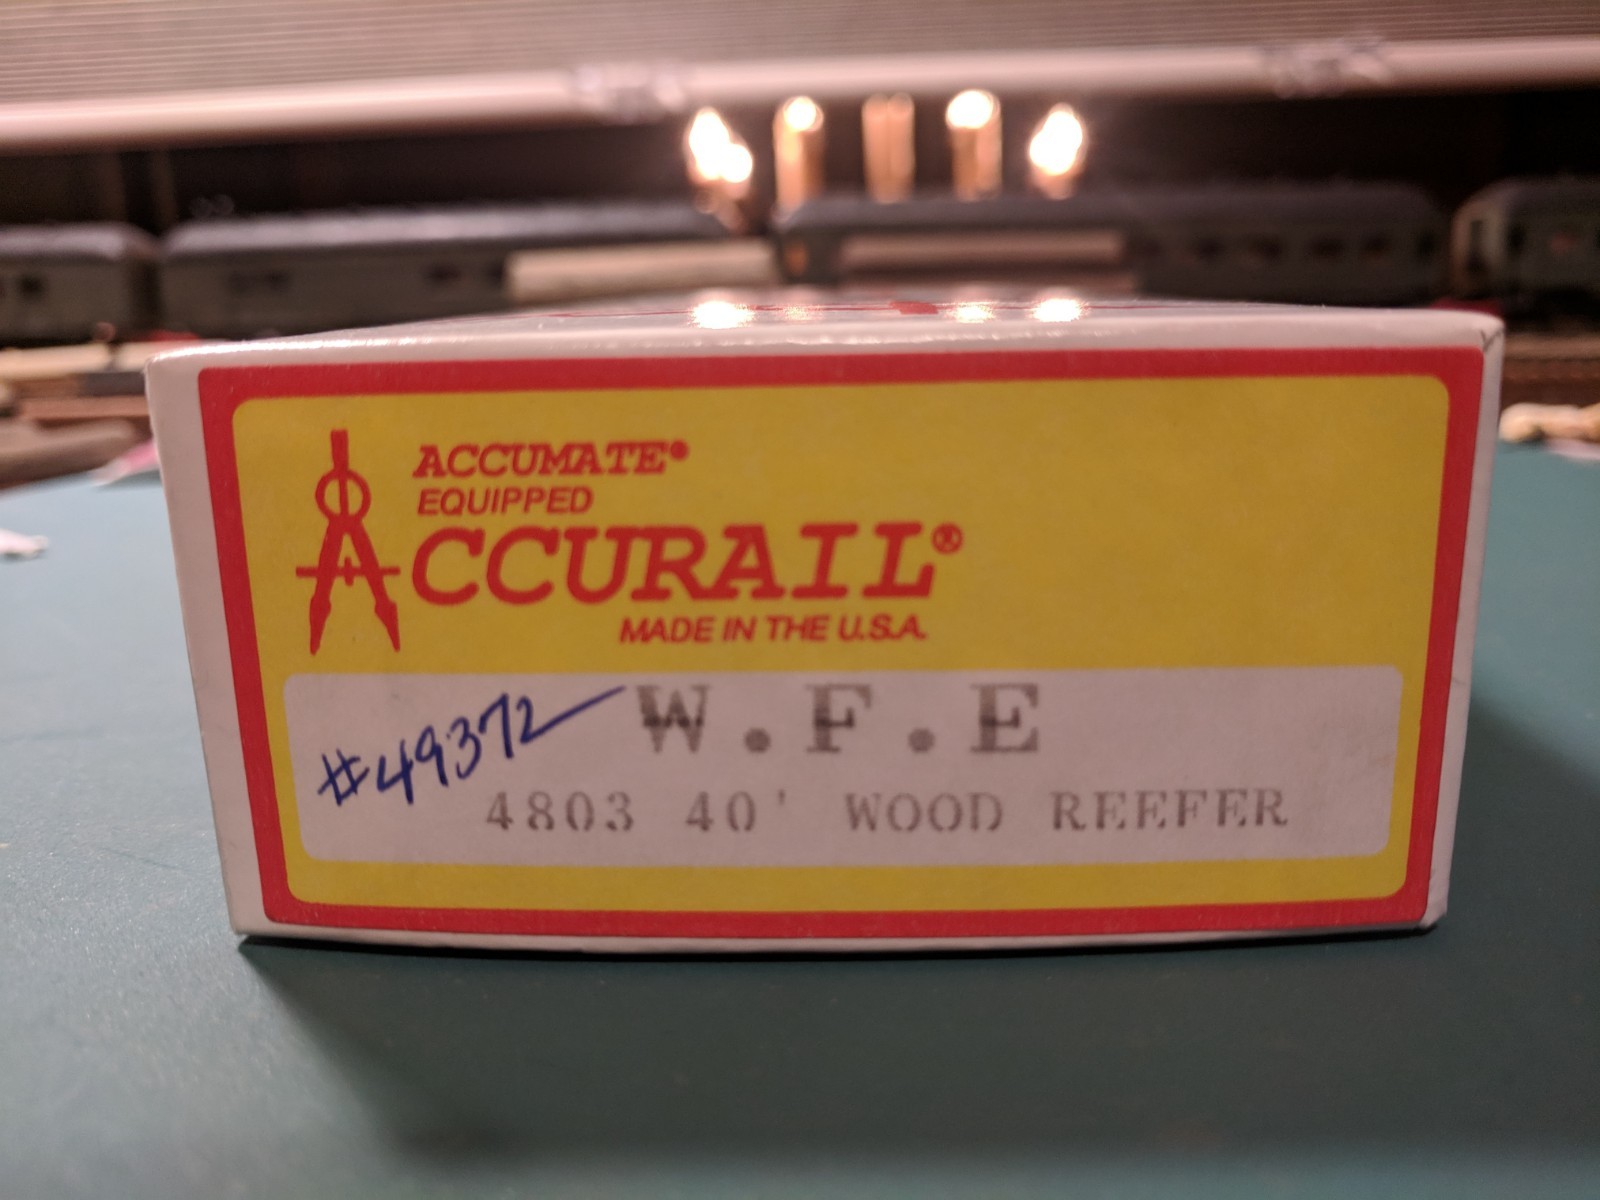 ACCUMATE®
EQUIPPED
ACCURAIL®
MADE IN THE U.S.A.
#49372 W.F.E
4803 40' WOOD REEFER